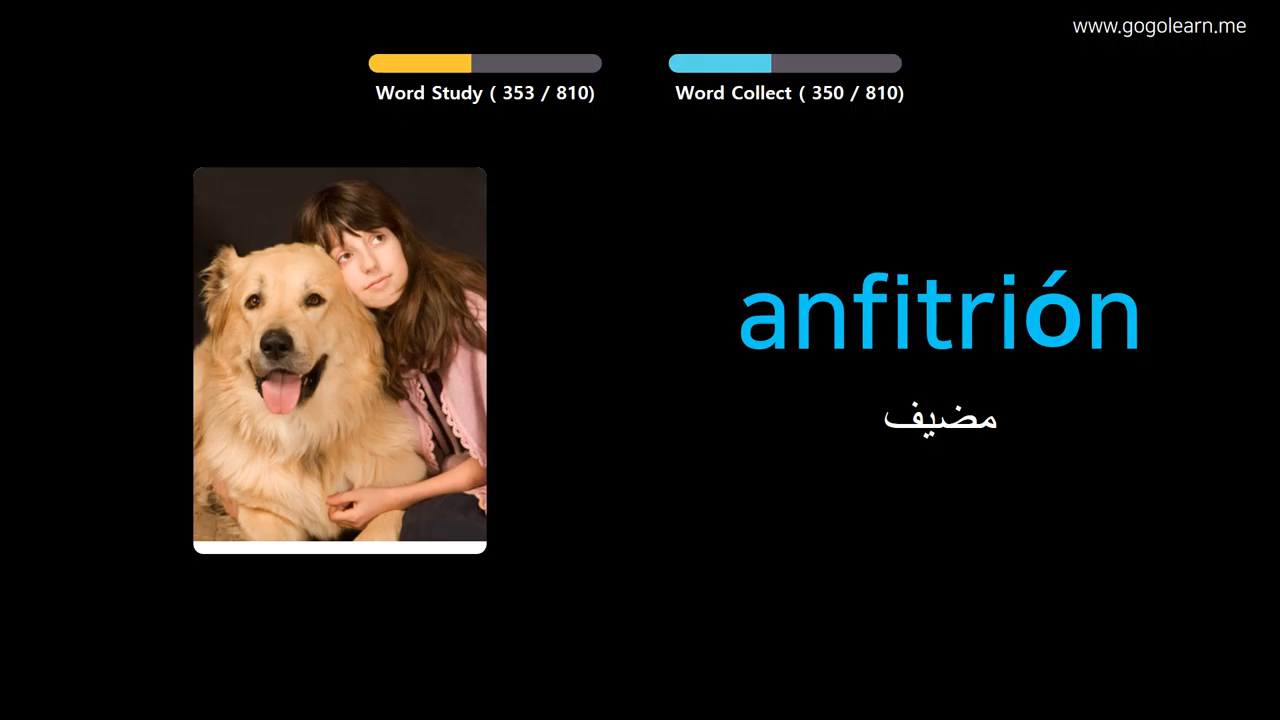 www.gogolearn.me
Word Study ( 353 / 810)
Word Collect ( 350 / 810)
anfitrión
مضيف